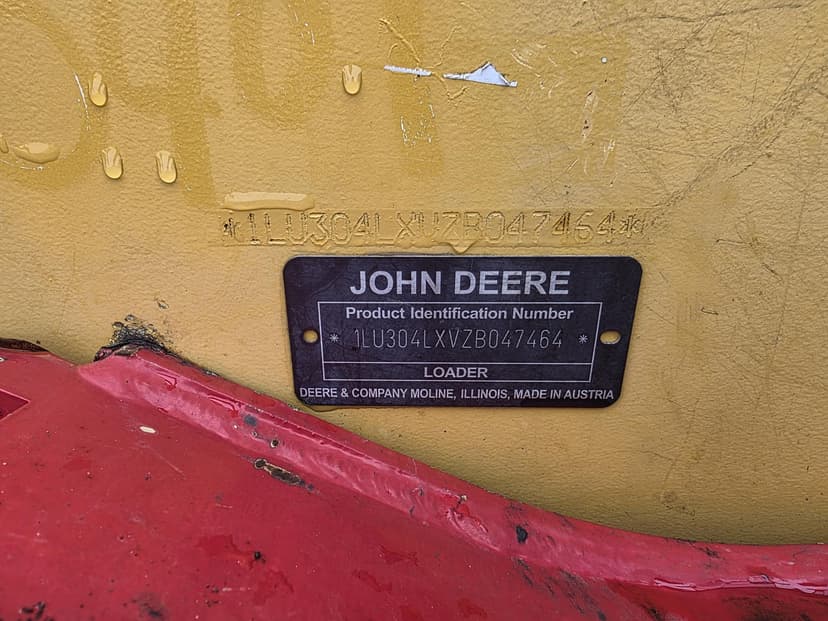 *1LU304LXVZB047464*
JOHN DEERE
Product Identification Number
* 1LU304LXVZB047464 *
LOADER
DEERE & COMPANY MOLINE, ILLINOIS, MADE IN AUSTRIA